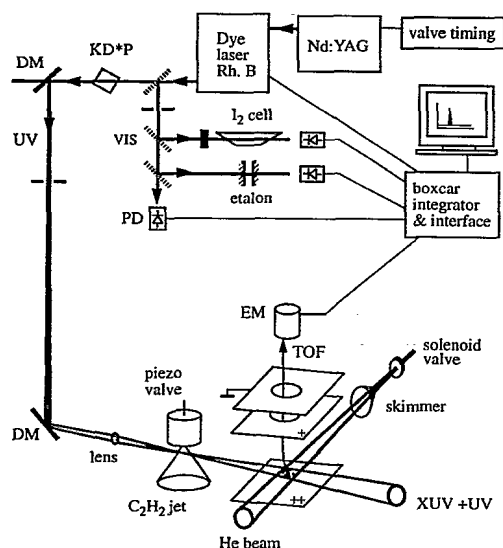 DM
KD*P
Dye
laser
Rh. B
Nd:YAG
valve timing
UV
VIS
I2 cell
etalon
PD
boxcar
integrator
& interface
EM
TOF
solenoid
valve
skimmer
piezo
valve
DM
lens
C2H2 jet
+
++
He beam
XUV +UV